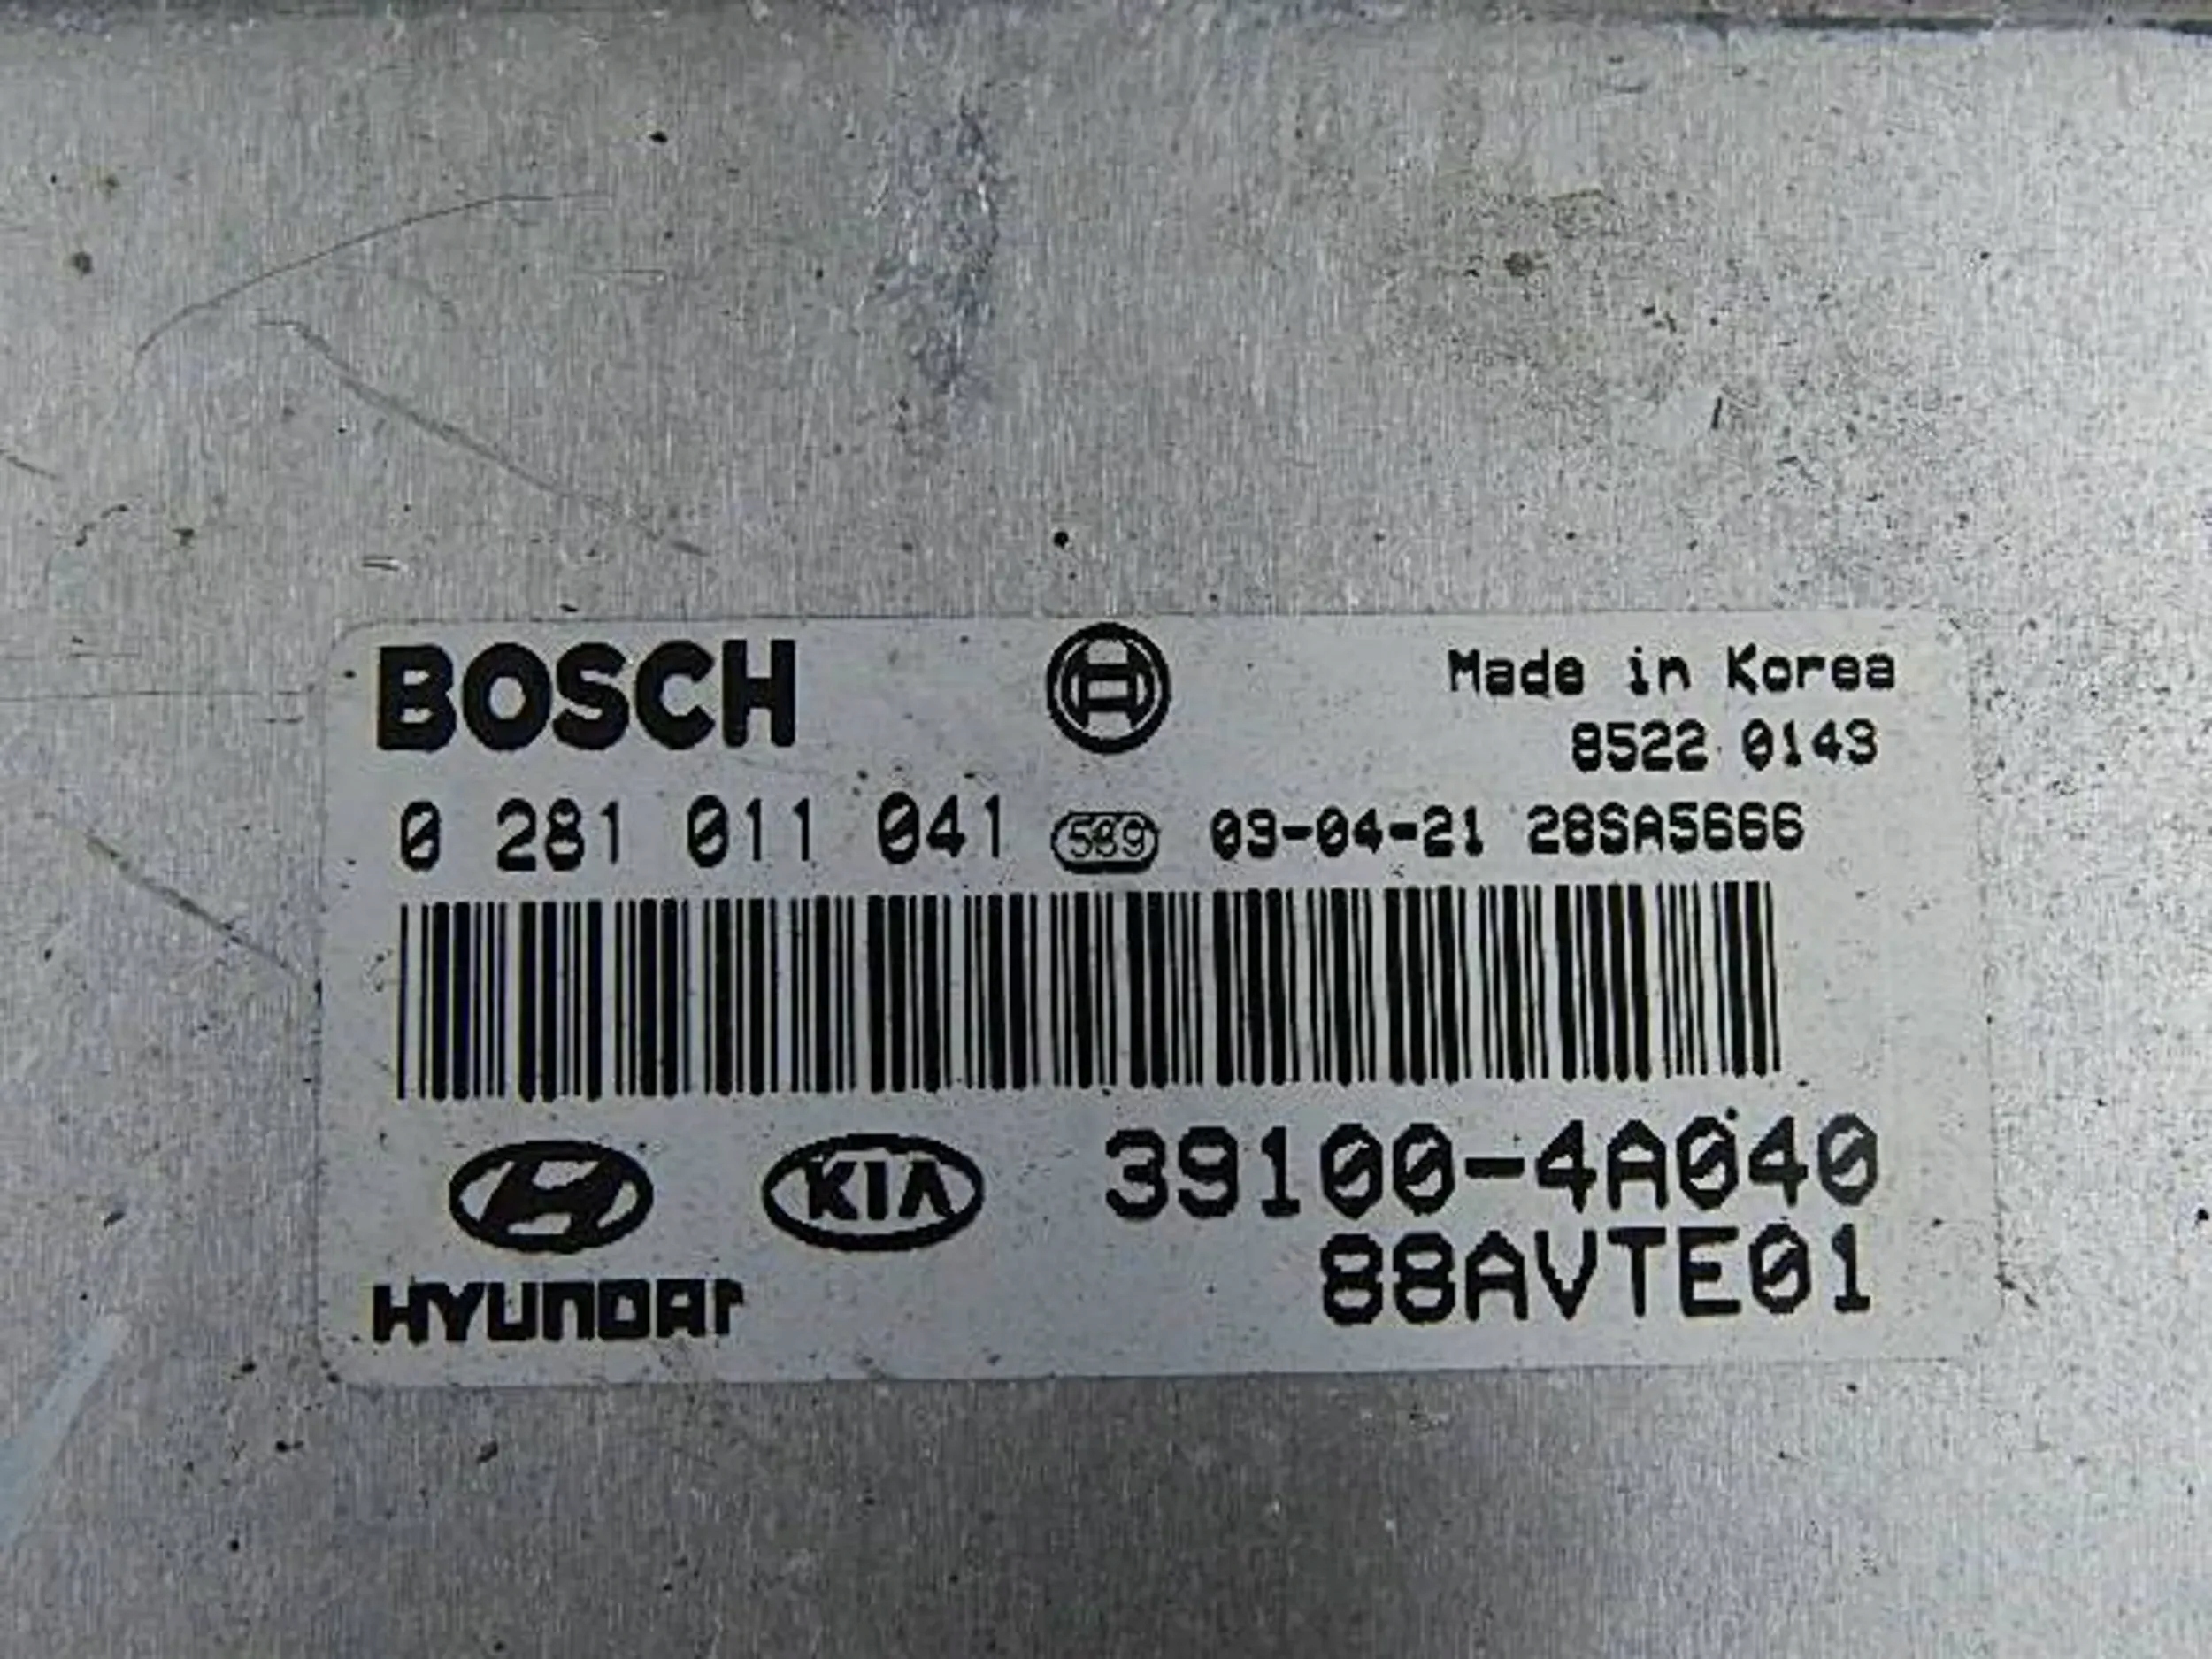 BOSCH
Made in Korea
8522 0143
0 281 011 041 589 03-04-21 28SA5666
KIA 39100-4A040
88AVTE01
HYUNDAI